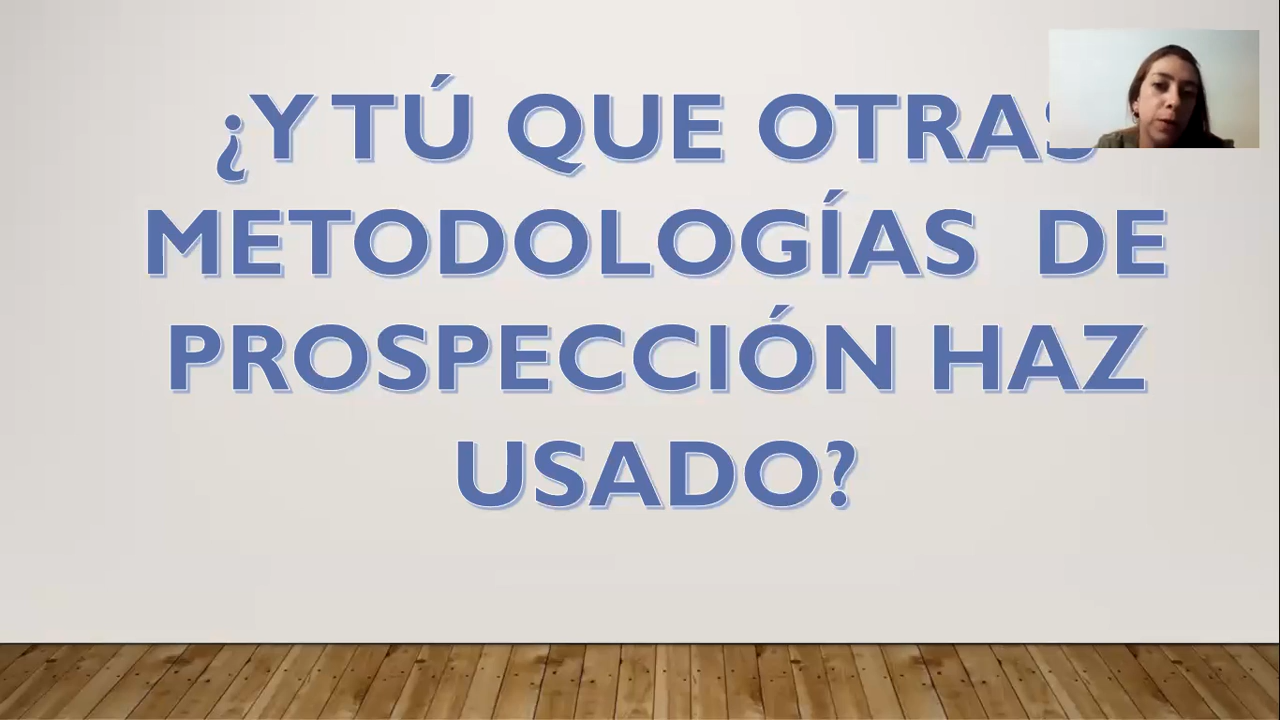 ¿Y TÚ QUE OTRAS
METODOLOGÍAS DE
PROSPECCIÓN HAZ
USADO?